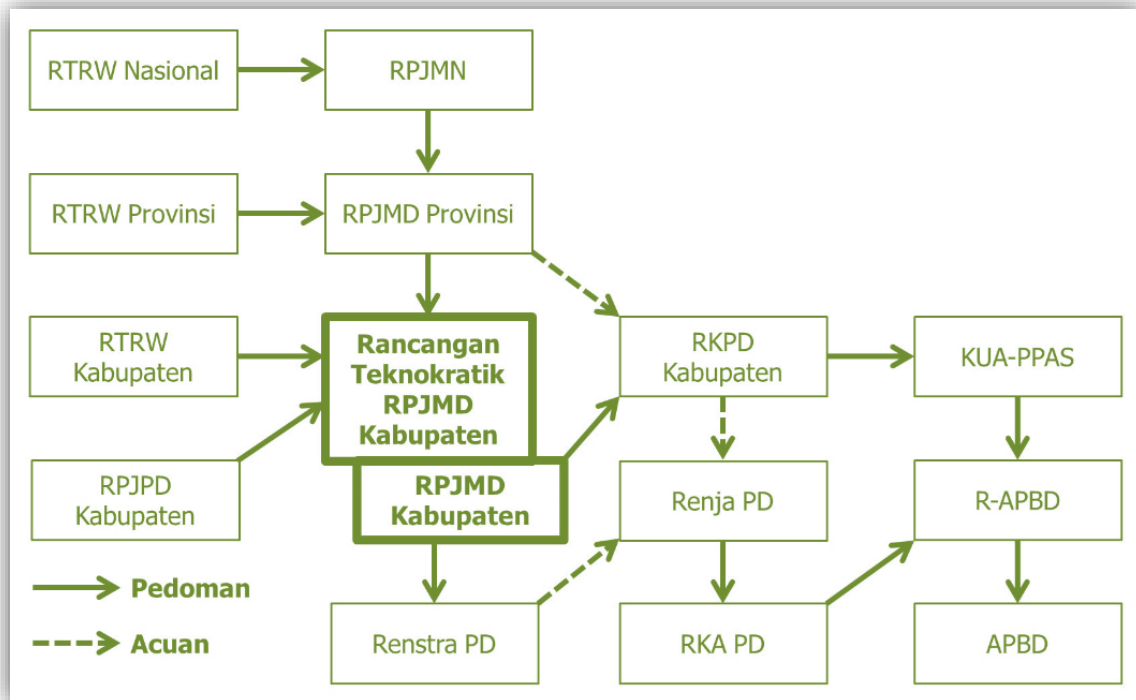 RTRW Nasional
RPJMN
RTRW Provinsi
RPJMD Provinsi
RTRW
Kabupaten
Rancangan
Teknokratik
RPJMD
Kabupaten
RKPD
Kabupaten
KUA-PPAS
RPJPD
Kabupaten
RPJMD
Kabupaten
Renja PD
R-APBD
Pedoman
Acuan
Renstra PD
RKA PD
APBD